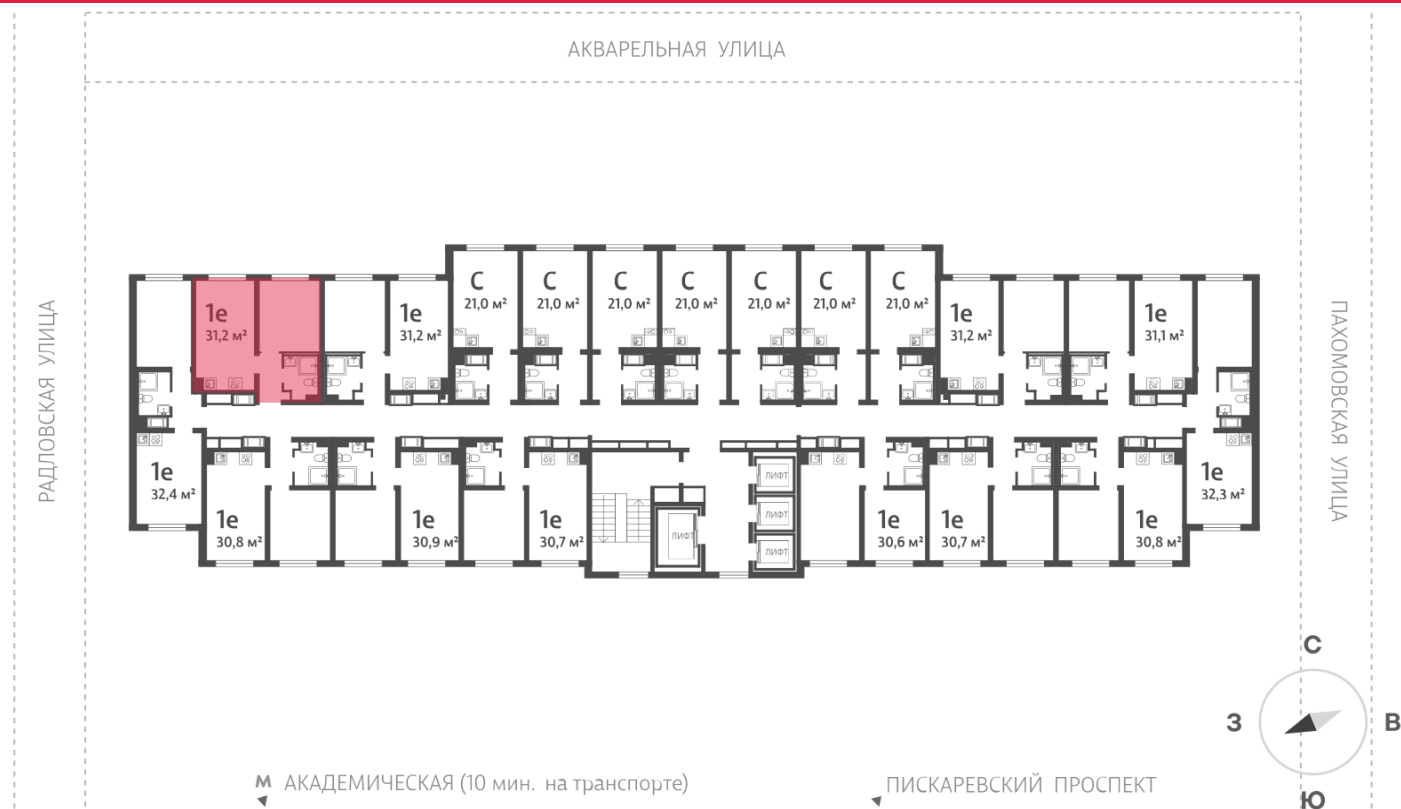 АКВАРЕЛЬНАЯ УЛИЦА
РАДЛОВСКАЯ УЛИЦА
ПАХОМОВСКАЯ УЛИЦА
1е
31,2 м²
1е
31,2 м²
С
21,0 м²
С
21,0 м²
С
21,0 м²
С
21,0 м²
С
21,0 м²
С
21,0 м²
С
21,0 м²
1е
31,2 м²
1е
31,1 м²
1е
32,4 м²
1е
30,8 м²
1е
30,9 м²
1е
30,7 м²
ЛИФТ
ЛИФТ
ЛИФТ
ЛИФТ
1е
30,6 м²
1е
30,7 м²
1е
30,8 м²
1е
32,3 м²
С
З
В
Ю
М АКАДЕМИЧЕСКАЯ (10 мин. на транспорте)
ПИСКАРЕВСКИЙ ПРОСПЕКТ